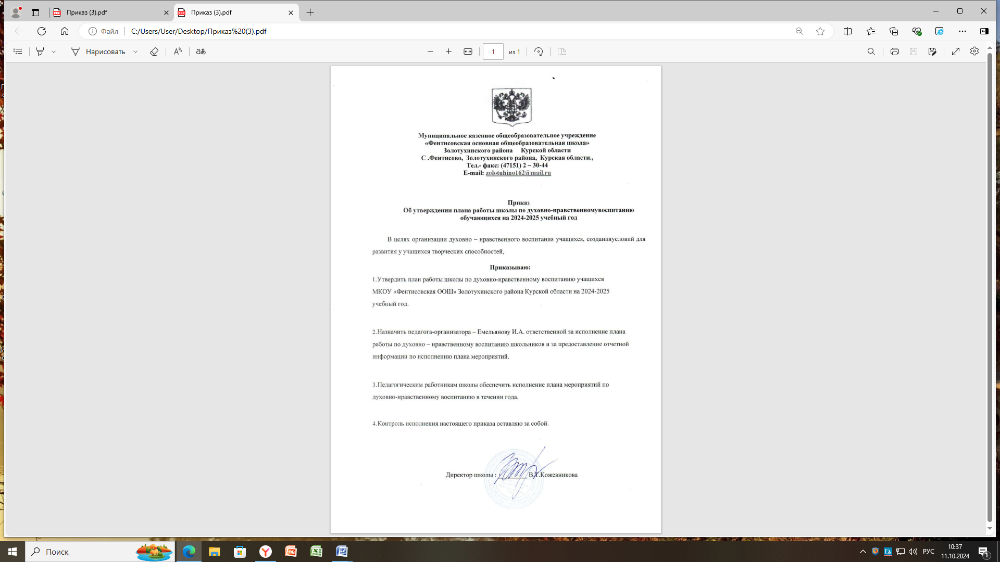 Приказ (3).pdf
Приказ (3).pdf
Файл
C:/Users/User/Desktop/Приказ%20(3).pdf
Нарисовать
aあ
1 из 1
Муниципальное казенное общеобразовательное учреждение
«Фентисовская основная общеобразовательная школа»
Золотухинского района Курской области
С .Фентисово, Золотухинского района, Курская области.,
Тел.- факс: (47151) 2 – 30-44
E-mail: zolotuhino162@mail.ru
Приказ
Об утверждении плана работы школы по духовно-нравственномувоспитанию
обучающихся на 2024-2025 учебный год
В целях организации духовно – нравственного воспитания учащихся, созданияусловий для
развития у учащихся творческих способностей,
Приказываю:
1.Утвердить план работы школы по духовно-нравственному воспитанию учащихся
МКОУ «Фентисовская ООШ» Золотухинского района Курской области на 2024-2025
учебный год.
2.Назначить педагога-организатора – Емельянову И.А. ответственной за исполнение плана
работы по духовно – нравственному воспитанию школьников и за предоставление отчетной
информации по исполнению плана мероприятий.
3.Педагогическим работникам школы обеспечить исполнение плана мероприятий по
духовно-нравственному воспитанию в течении года.
4.Контроль исполнения настоящего приказа оставляю за собой.
Директор школы : В.Т.Кожевникова
Поиск
РУС
10:37
11.10.2024
1